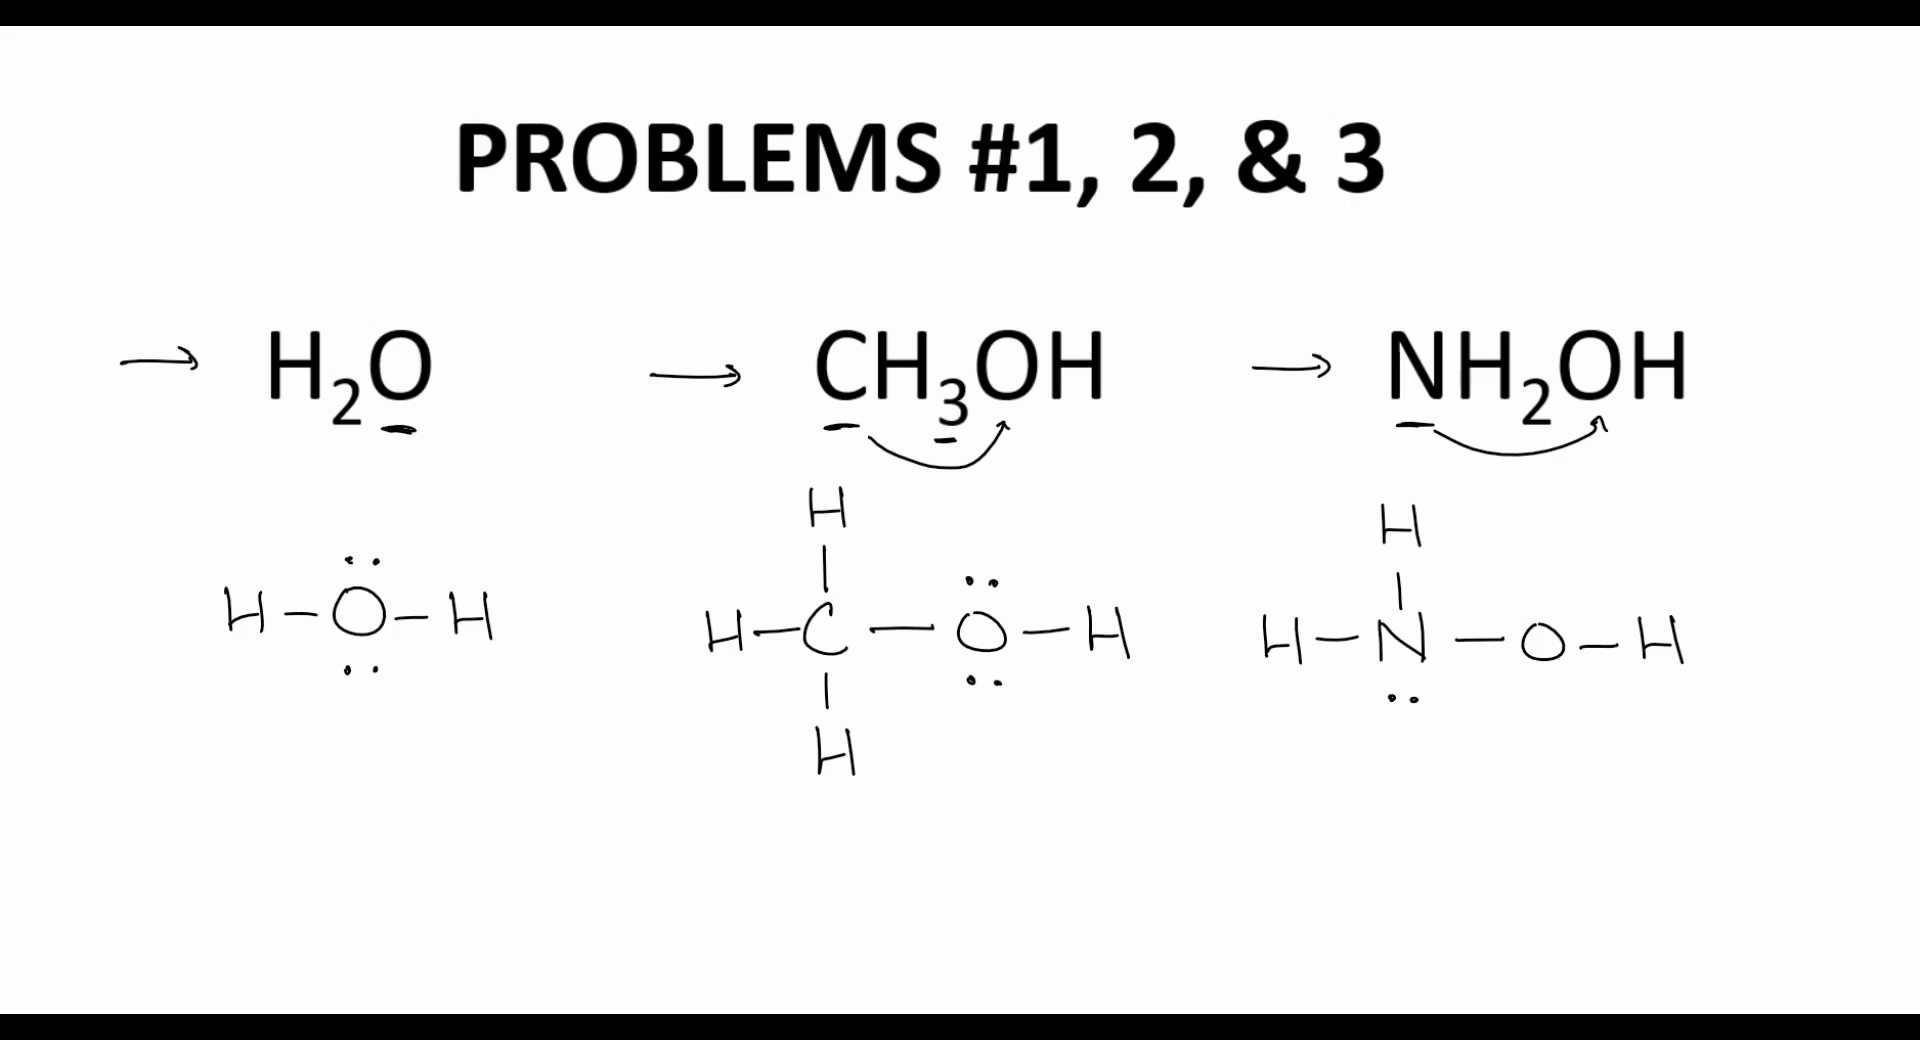 PROBLEMS #1, 2, & 3
→ H₂O → CH₃OH → NH₂OH
H H
H–O–H H–C–O–H H–N–O–H
H